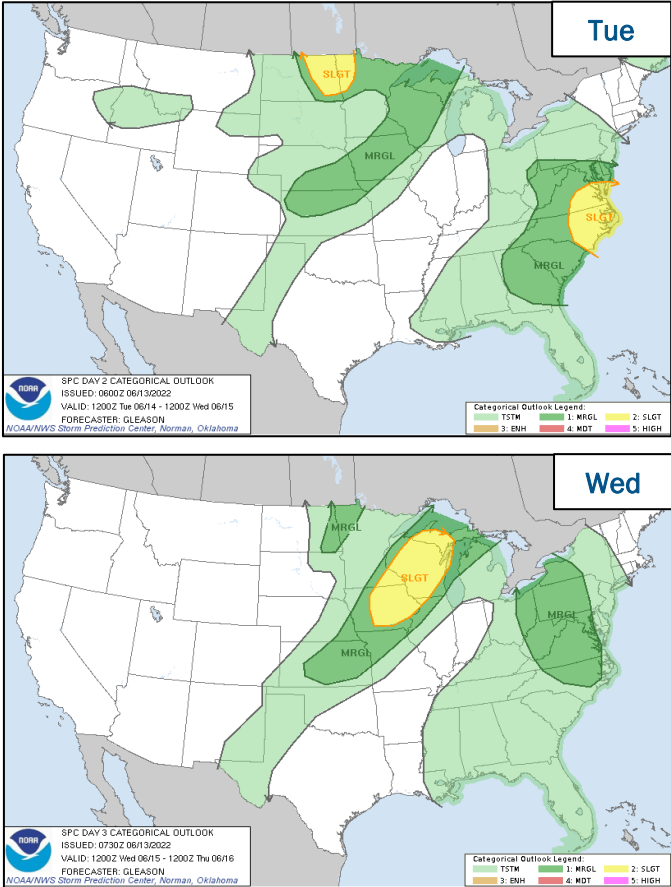 Tue
SLGT
MRGL
SLGT
MRGL
NOAA
SPC DAY 2 CATEGORICAL OUTLOOK
ISSUED: 0600Z 06/13/2022
VALID: 1200Z Tue 06/14 - 1200Z Wed 06/15
FORECASTER: GLEASON
NOAA/NWS Storm Prediction Center, Norman, Oklahoma
Categorical Outlook Legend:
TSTM 1: MRGL 2: SLGT
3: ENH 4: MDT 5: HIGH
Wed
MRGL
SLGT
MRGL
MRGL
NOAA
SPC DAY 3 CATEGORICAL OUTLOOK
ISSUED: 0730Z 06/13/2022
VALID: 1200Z Wed 06/15 - 1200Z Thu 06/16
FORECASTER: GLEASON
NOAA/NWS Storm Prediction Center, Norman, Oklahoma
Categorical Outlook Legend:
TSTM 1: MRGL 2: SLGT
3: ENH 4: MDT 5: HIGH